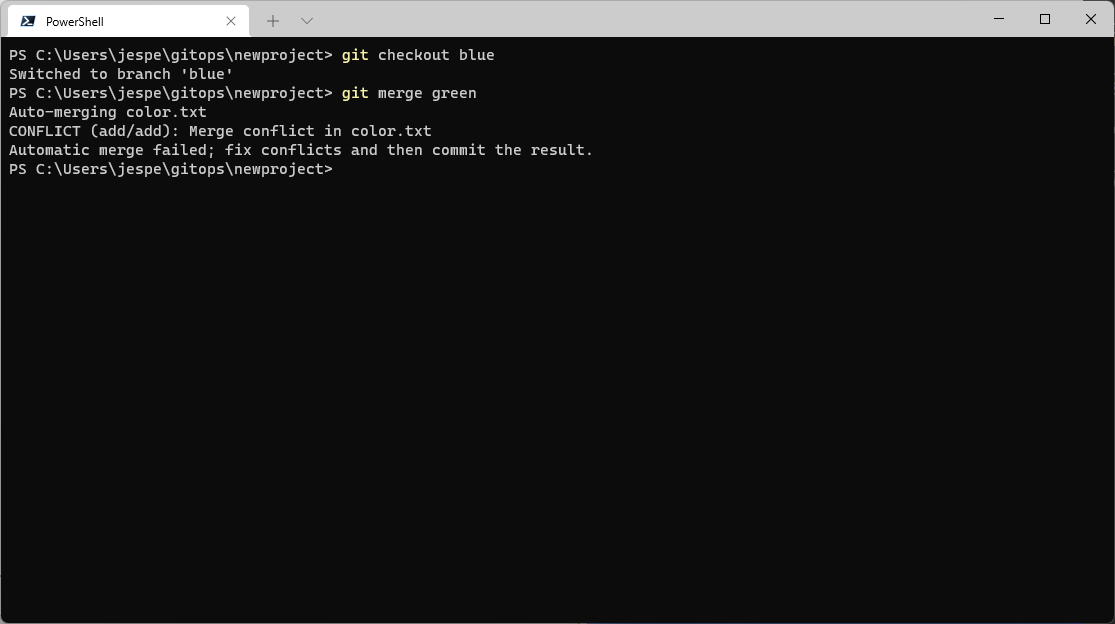 PowerShell
PS C:\Users\jespe\gitops\newproject> git checkout blue
Switched to branch 'blue'
PS C:\Users\jespe\gitops\newproject> git merge green
Auto-merging color.txt
CONFLICT (add/add): Merge conflict in color.txt
Automatic merge failed; fix conflicts and then commit the result.
PS C:\Users\jespe\gitops\newproject>